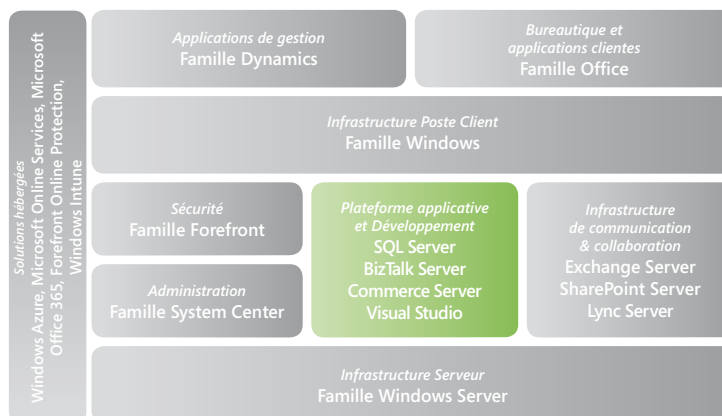 Solutions hébergées
Windows Azure, Microsoft Online Services, Microsoft
Office 365, Forefront Online Protection,
Windows Intune
Applications de gestion
Famille Dynamics
Bureautique et
applications clientes
Famille Office
Infrastructure Poste Client
Famille Windows
Sécurité
Famille Forefront
Administration
Famille System Center
Plateforme applicative
et Développement
SQL Server
BizTalk Server
Commerce Server
Visual Studio
Infrastructure
de communication
& collaboration
Exchange Server
SharePoint Server
Lync Server
Infrastructure Serveur
Famille Windows Server